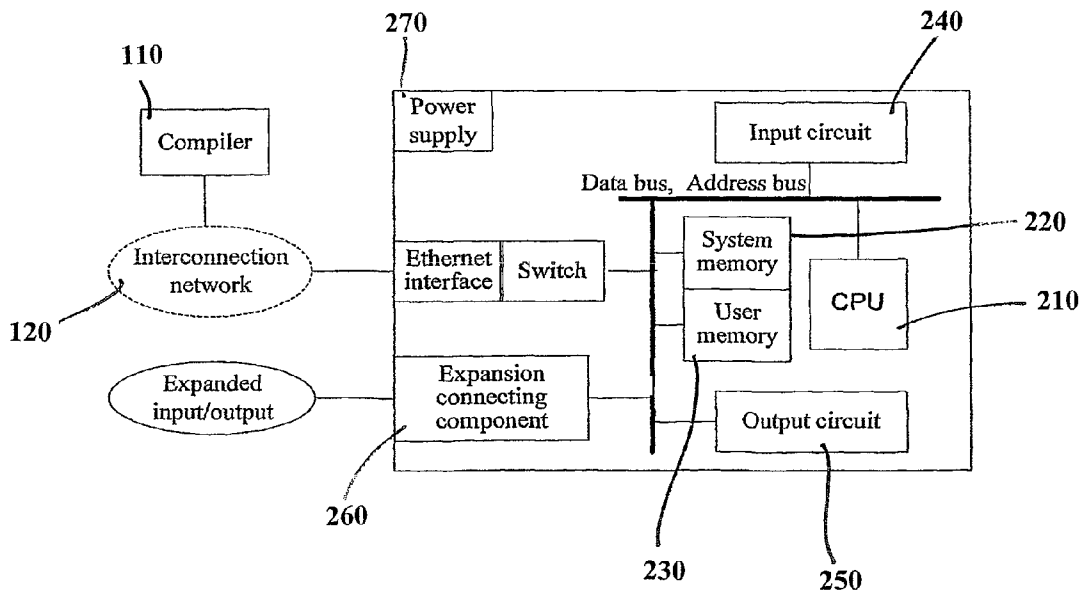 270
240
110
Power
supply
Compiler
Input circuit
Data bus, Address bus
220
System
memory
Interconnection
network
Ethernet
interface
Switch
CPU
210
User
memory
120
Expanded
input/output
Expansion
connecting
component
Output circuit
260
230
250